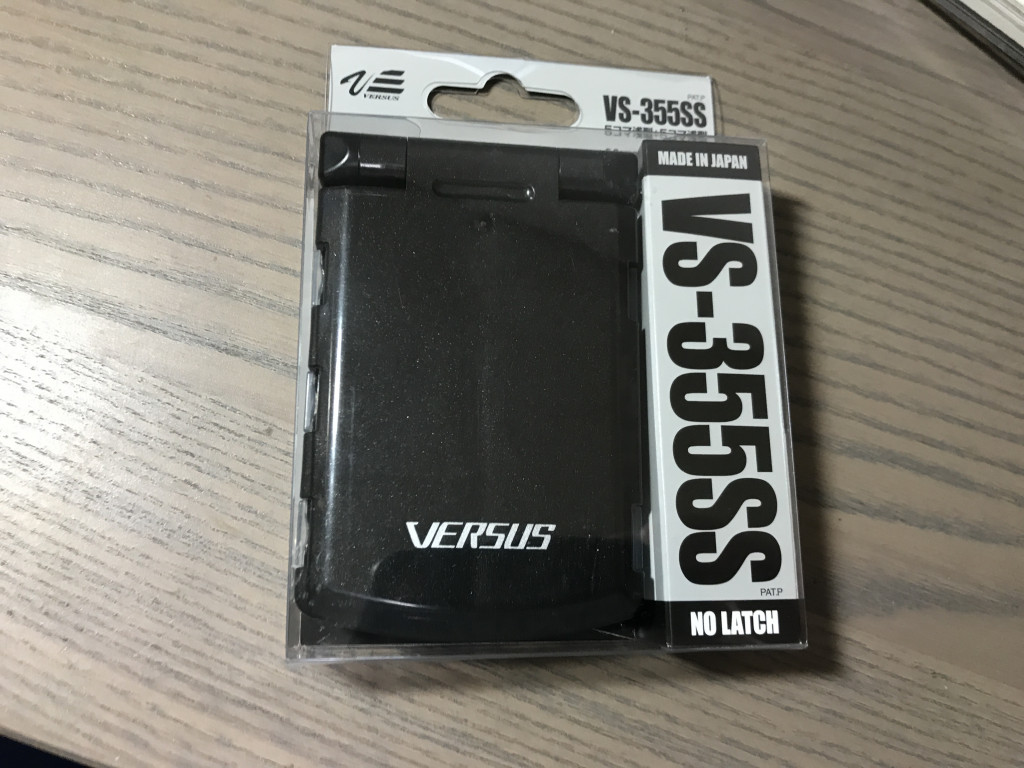 VERSUS
PAT.P
VS-355SS
MADE IN JAPAN
VS-355SS
PAT.P
NO LATCH
VERSUS